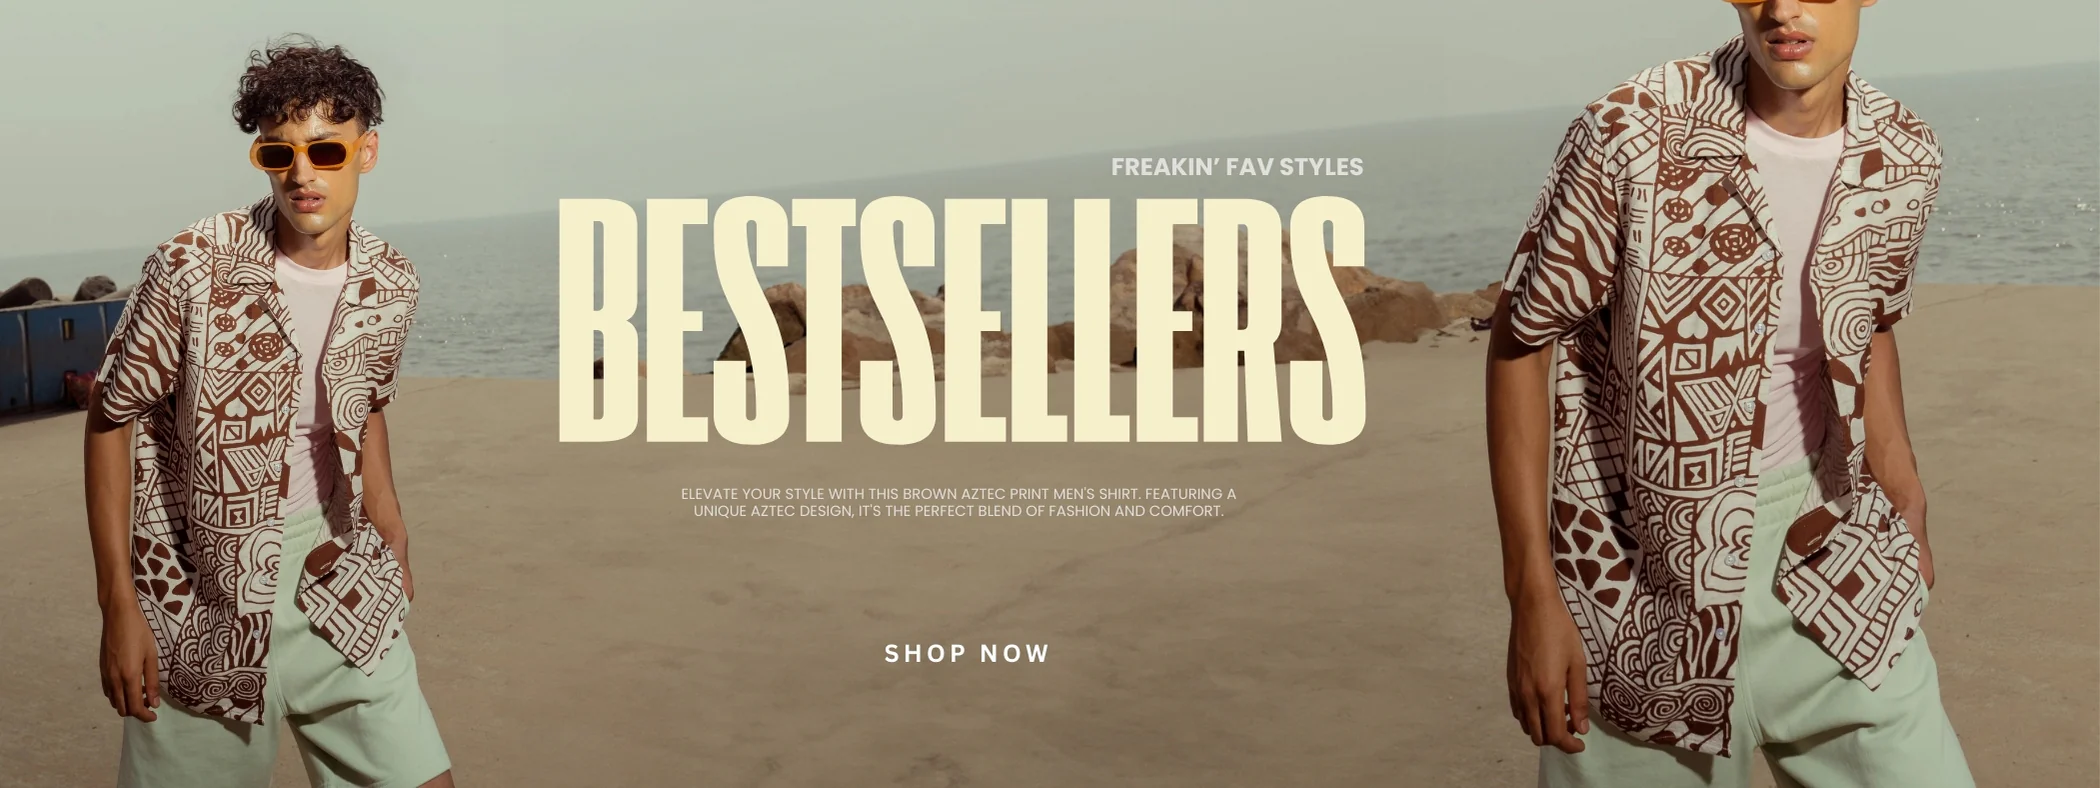 FREAKIN’ FAV STYLES
BESTSELLERS
ELEVATE YOUR STYLE WITH THIS BROWN AZTEC PRINT MEN'S SHIRT. FEATURING A
UNIQUE AZTEC DESIGN, IT'S THE PERFECT BLEND OF FASHION AND COMFORT.
SHOP NOW